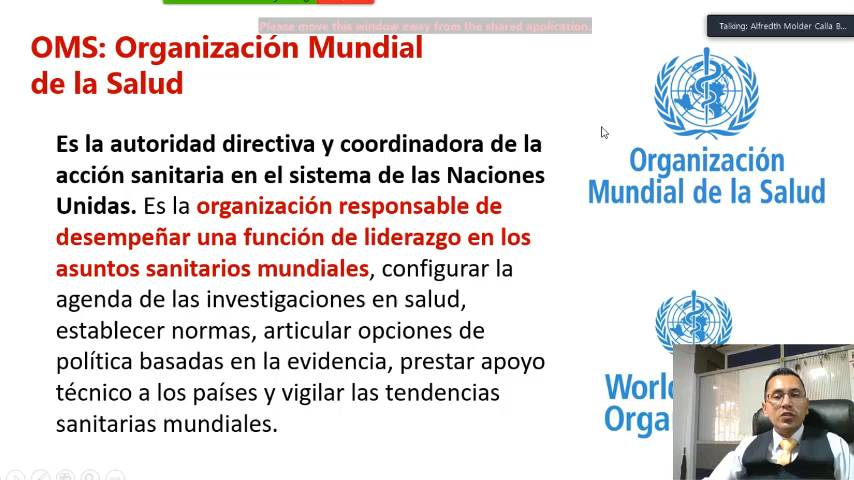 Please move this window away from the shared application.
Talking: Alfredth Molder Calla B...
OMS: Organización Mundial
de la Salud
Es la autoridad directiva y coordinadora de la
acción sanitaria en el sistema de las Naciones
Unidas. Es la organización responsable de
desempeñar una función de liderazgo en los
asuntos sanitarios mundiales, configurar la
agenda de las investigaciones en salud,
establecer normas, articular opciones de
política basadas en la evidencia, prestar apoyo
técnico a los países y vigilar las tendencias
sanitarias mundiales.
Organización
Mundial de la Salud
World
Orga